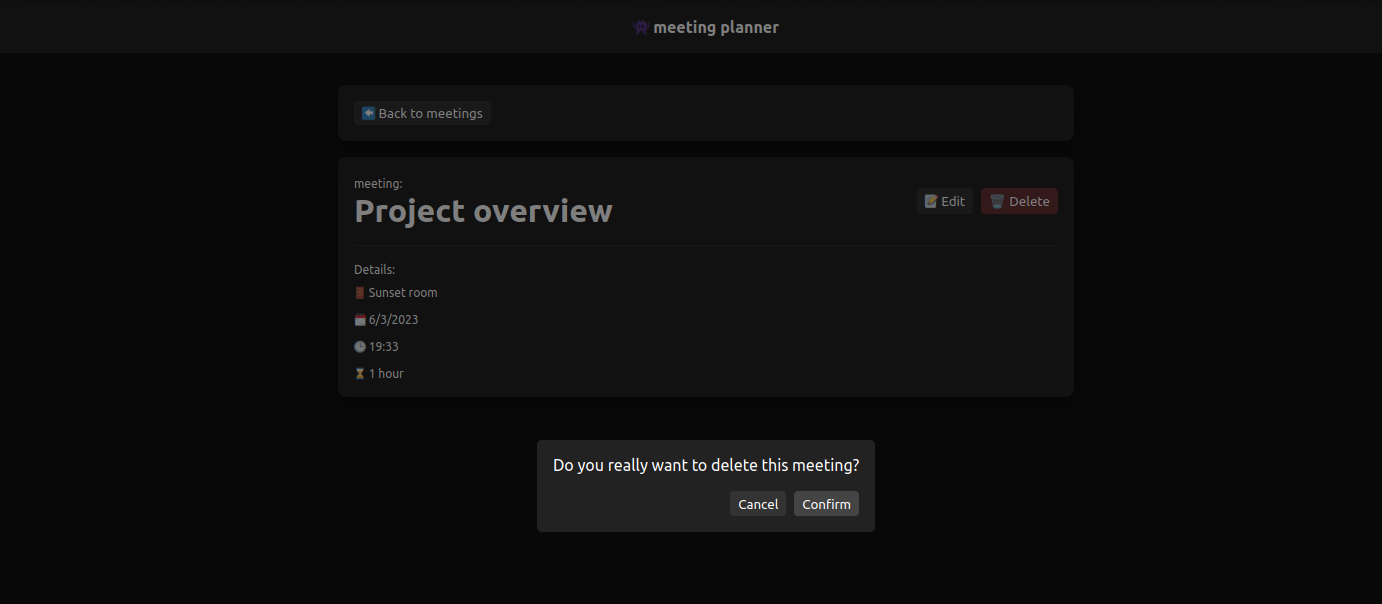 meeting planner
Back to meetings
meeting:
Project overview
Edit
Delete
Details:
Sunset room
6/3/2023
19:33
1 hour
Do you really want to delete this meeting?
Cancel
Confirm